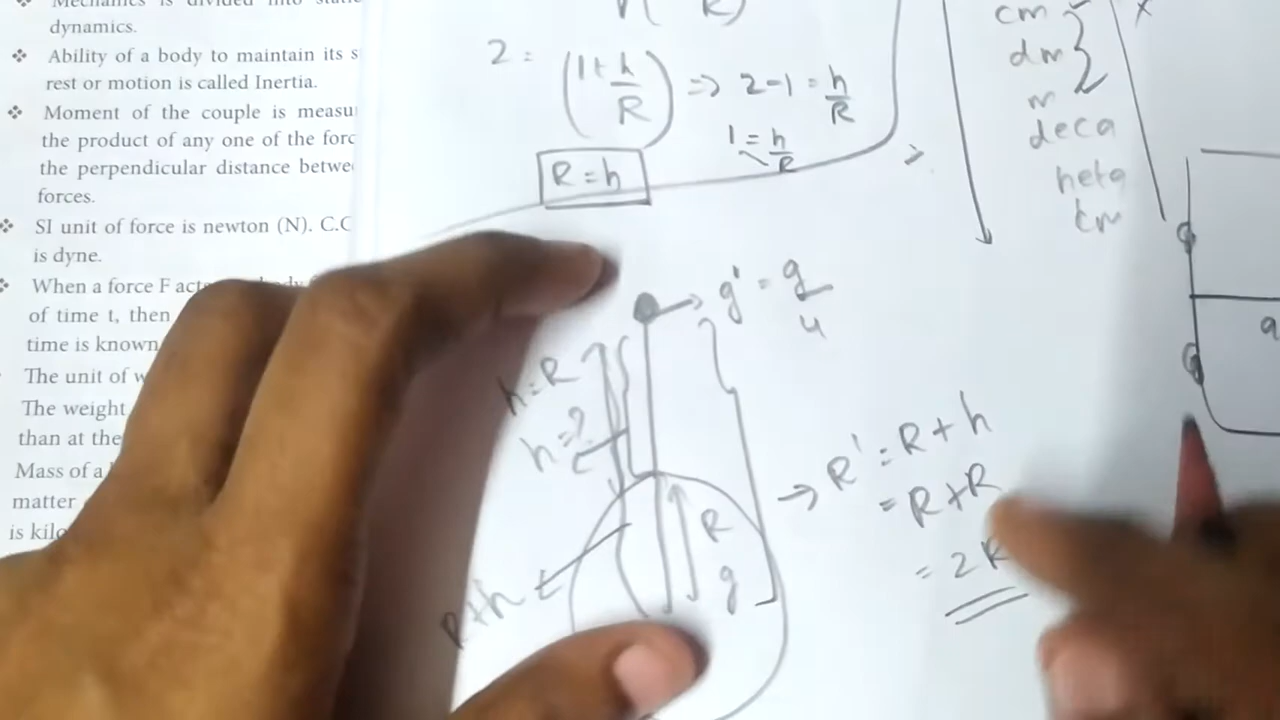 dynamics.
❖ Ability of a body to maintain its s
rest or motion is called Inertia.
❖ Moment of the couple is measu
the product of any one of the forc
the perpendicular distance betwe
forces.
❖ SI unit of force is newton (N). C.C
is dyne.
When a force F act
of time t, then
time is known
The unit of w
The weight
than at the
Mass of a
matter
is kilo
2 = (1 + h/R) => 2-1 = h/R
1 = h/R
R = h
g' = g/4
h = R
h = ?
R
g
R+h
→ R' = R + h
= R + R
= 2R
cm
dm
m
deca
heta
km